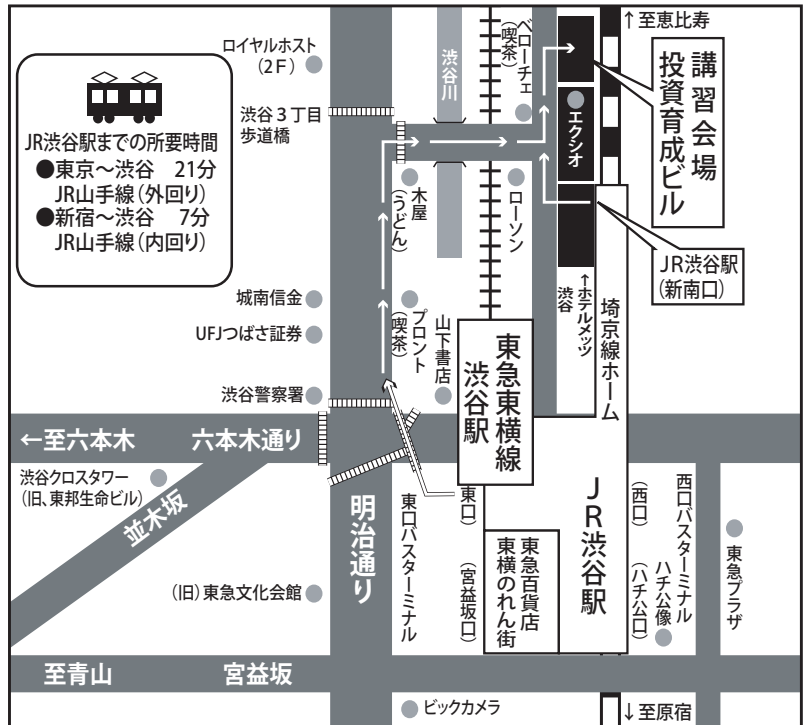 JR渋谷駅までの所要時間
●東京～渋谷 21分
JR山手線(外回り)
●新宿～渋谷 7分
JR山手線(内回り)
ロイヤルホスト
(2F)
渋谷3丁目
歩道橋
渋谷川
ベローチェ
(喫茶)
↑至恵比寿
講習会場
投資育成ビル
エクシオ
木屋
(うどん)
ローソン
JR渋谷駅
(新南口)
↑ホテルメッツ
渋谷
埼京線ホーム
城南信金
UFJつばさ証券
プロント
(喫茶)
山下書店
渋谷警察署
東急東横線
渋谷駅
←至六本木
六本木通り
渋谷クロスタワー
(旧、東邦生命ビル)
並木坂
明治通り
東口バスターミナル
(東口)
(宮益坂口)
JR渋谷駅
東急百貨店
東横のれん街
(西口)
(ハチ公口)
西口バスターミナル
ハチ公像
東急プラザ
(旧)東急文化会館
至青山
宮益坂
ビックカメラ
↓至原宿